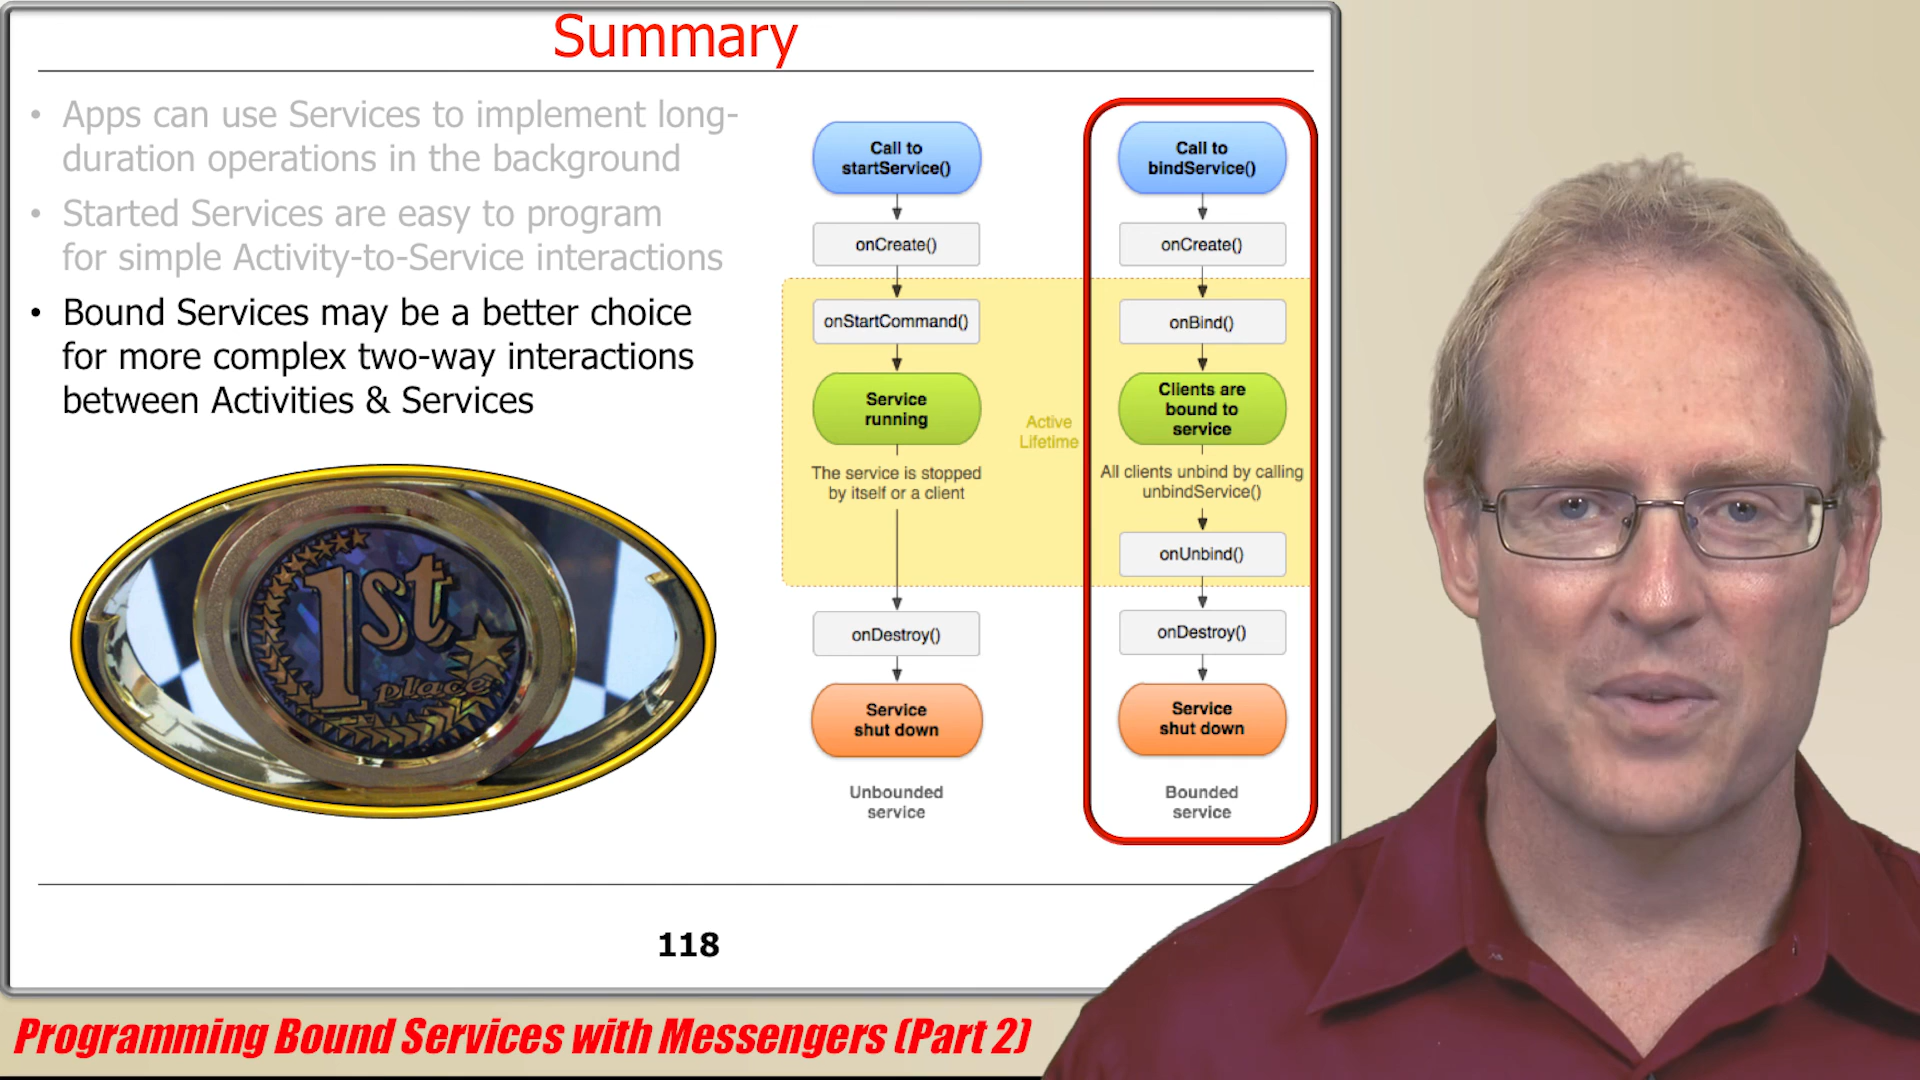 Summary
• Apps can use Services to implement long-
duration operations in the background
• Started Services are easy to program
for simple Activity-to-Service interactions
• Bound Services may be a better choice
for more complex two-way interactions
between Activities & Services
1st
place
Call to
startService()
onCreate()
onStartCommand()
Service
running
The service is stopped
by itself or a client
onDestroy()
Service
shut down
Unbounded
service
Active
Lifetime
Call to
bindService()
onCreate()
onBind()
Clients are
bound to
service
All clients unbind by calling
unbindService()
onUnbind()
onDestroy()
Service
shut down
Bounded
service
118
Programming Bound Services with Messengers (Part 2)